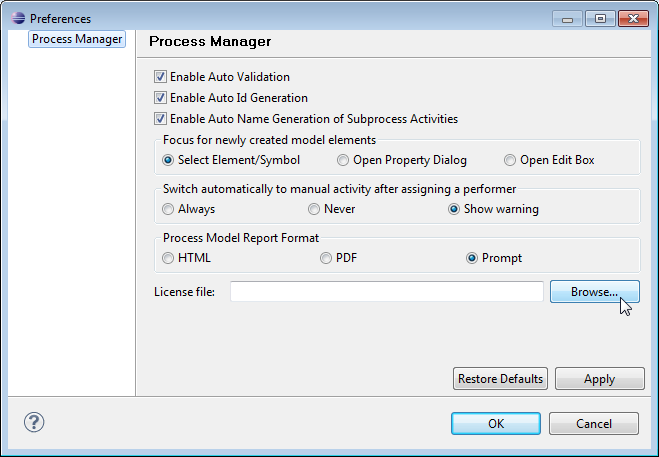 Preferences
Process Manager
Process Manager
Enable Auto Validation
Enable Auto Id Generation
Enable Auto Name Generation of Subprocess Activities
Focus for newly created model elements
Select Element/Symbol Open Property Dialog Open Edit Box
Switch automatically to manual activity after assigning a performer
Always Never Show warning
Process Model Report Format
HTML PDF Prompt
License file: Browse...
Restore Defaults Apply
? OK Cancel